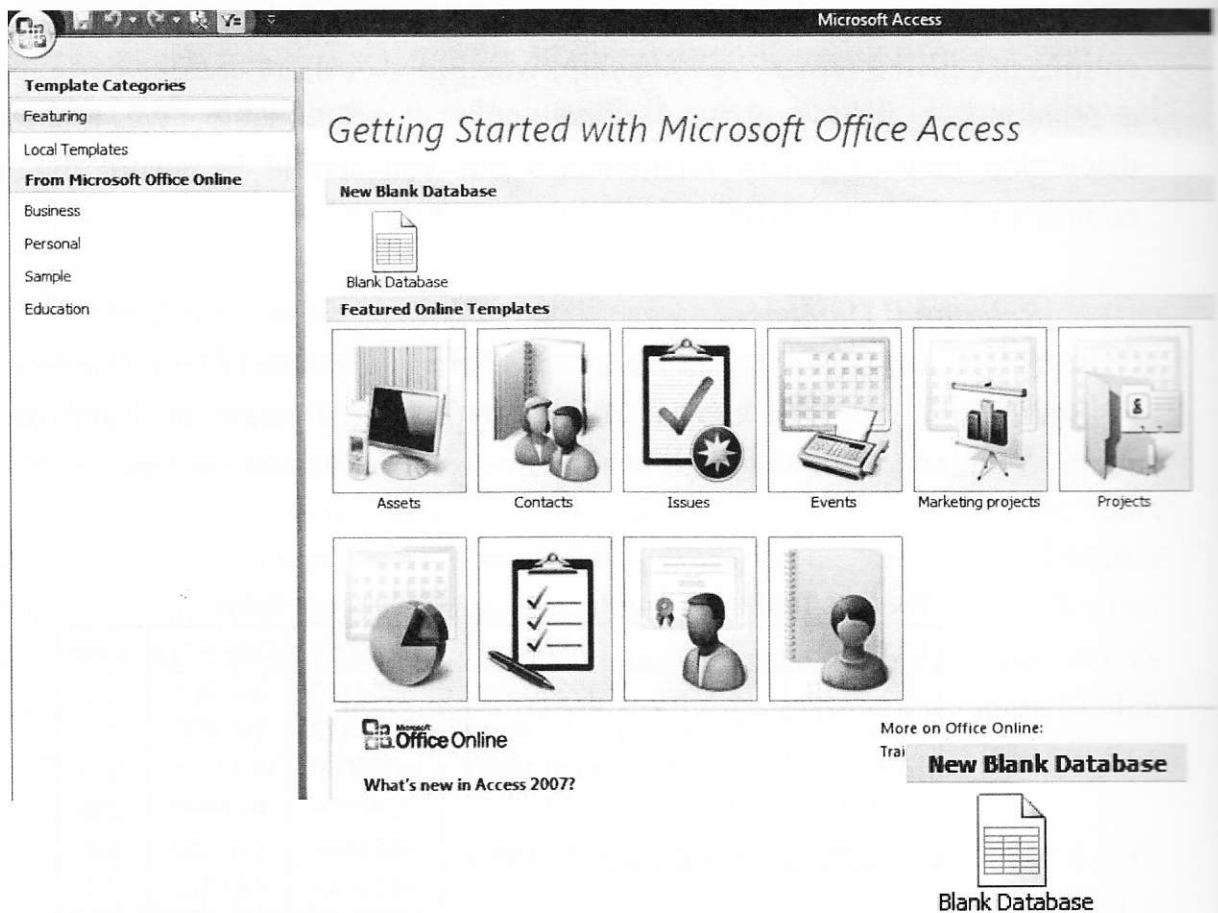 Microsoft Access
Template Categories
Featuring
Local Templates
From Microsoft Office Online
Business
Personal
Sample
Education
Getting Started with Microsoft Office Access
New Blank Database
Blank Database
Featured Online Templates
Assets
Contacts
Issues
Events
Marketing projects
Projects
Microsoft
Office Online
What's new in Access 2007?
More on Office Online:
Trai
New Blank Database
Blank Database